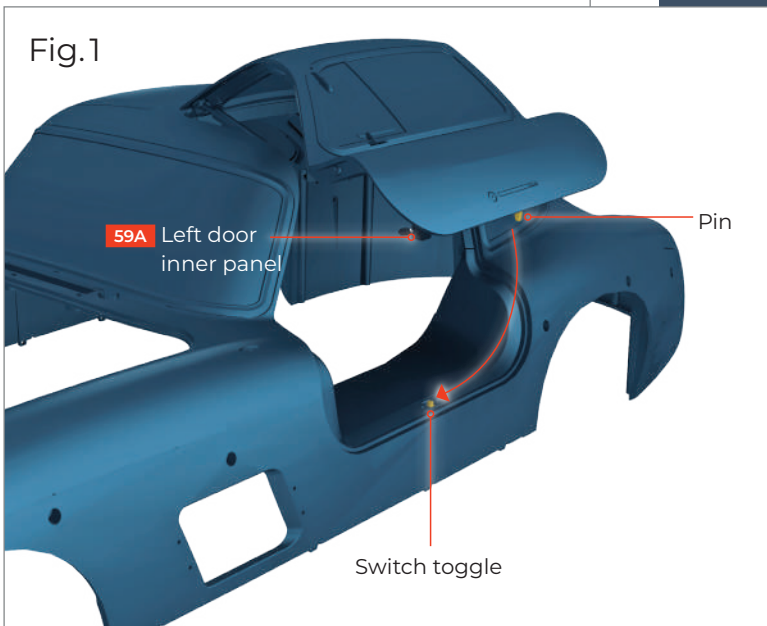 Fig.1
59A Left door
inner panel
Pin
Switch toggle